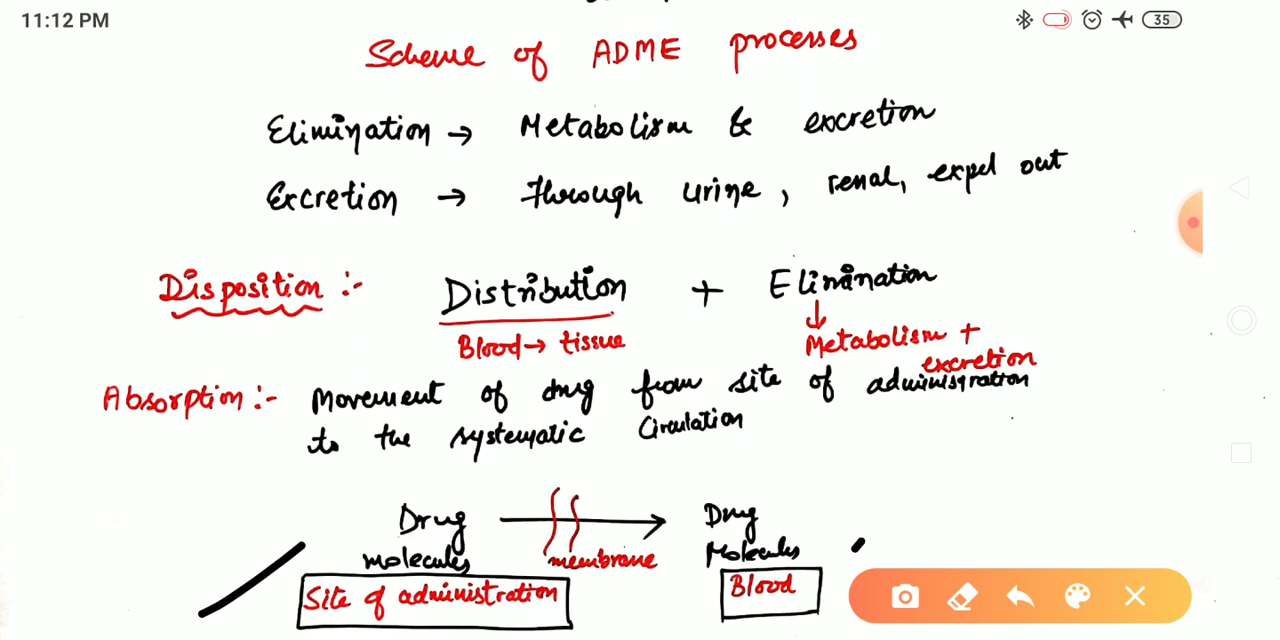 11:12 PM
35
Scheme of ADME processes
Elimination → Metabolism & excretion
Excretion → through urine, renal, expel out
Disposition :- Distribution + Elimination
Blood → tissue
↓
Metabolism +
excretion
Absorption :- Movement of drug from site of administration
to the systematic circulation
Drug → Drug
molecules membrane Molecules
Site of administration Blood